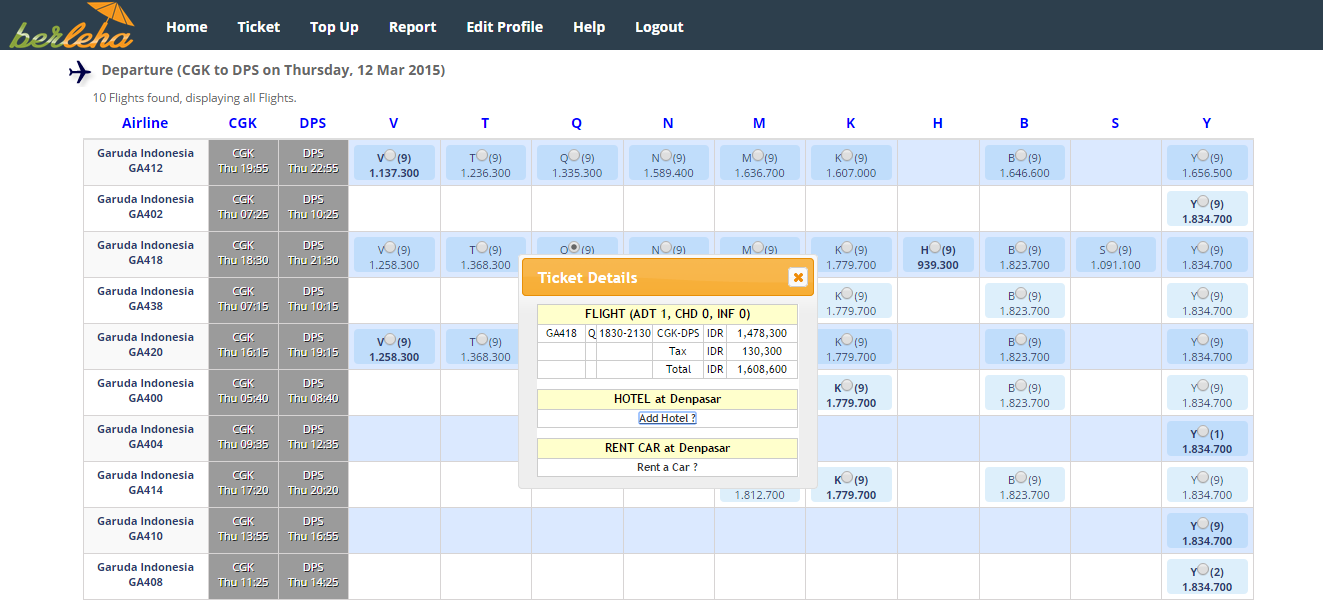 berleha
Home Ticket Top Up Report Edit Profile Help Logout
Departure (CGK to DPS on Thursday, 12 Mar 2015)
10 Flights found, displaying all Flights.
Airline CGK DPS V T Q N M K H B S Y
Garuda Indonesia CGK DPS V (9) T (9) Q (9) N (9) M (9) K (9) B (9) Y (9)
GA412 Thu 19:55 Thu 22:55 1.137.300 1.236.300 1.335.300 1.589.400 1.636.700 1.607.000 1.646.600 1.656.500
Garuda Indonesia CGK DPS Y (9)
GA402 Thu 07:25 Thu 10:25 1.834.700
Garuda Indonesia CGK DPS V (9) T (9) Q (9) N (9) M (9) K (9) H (9) B (9) S (9) Y (9)
GA418 Thu 18:30 Thu 21:30 1.258.300 1.368.300 1.779.700 939.300 1.823.700 1.091.100 1.834.700
Ticket Details
FLIGHT (ADT 1, CHD 0, INF 0)
GA418 Q 1830-2130 CGK-DPS IDR 1,478,300
Tax IDR 130,300
Total IDR 1,608,600
HOTEL at Denpasar
Add Hotel ?
RENT CAR at Denpasar
Rent a Car ?
Garuda Indonesia CGK DPS K (9) B (9) Y (9)
GA438 Thu 07:15 Thu 10:15 1.779.700 1.823.700 1.834.700
Garuda Indonesia CGK DPS V (9) T (9) K (9) B (9) Y (9)
GA420 Thu 16:15 Thu 19:15 1.258.300 1.368.300 1.779.700 1.823.700 1.834.700
Garuda Indonesia CGK DPS K (9) B (9) Y (9)
GA400 Thu 05:40 Thu 08:40 1.779.700 1.823.700 1.834.700
Garuda Indonesia CGK DPS Y (1)
GA404 Thu 09:35 Thu 12:35 1.834.700
Garuda Indonesia CGK DPS K (9) B (9) Y (9)
GA414 Thu 17:20 Thu 20:20 1.812.700 1.779.700 1.823.700 1.834.700
Garuda Indonesia CGK DPS Y (9)
GA410 Thu 13:55 Thu 16:55 1.834.700
Garuda Indonesia CGK DPS Y (2)
GA408 Thu 11:25 Thu 14:25 1.834.700